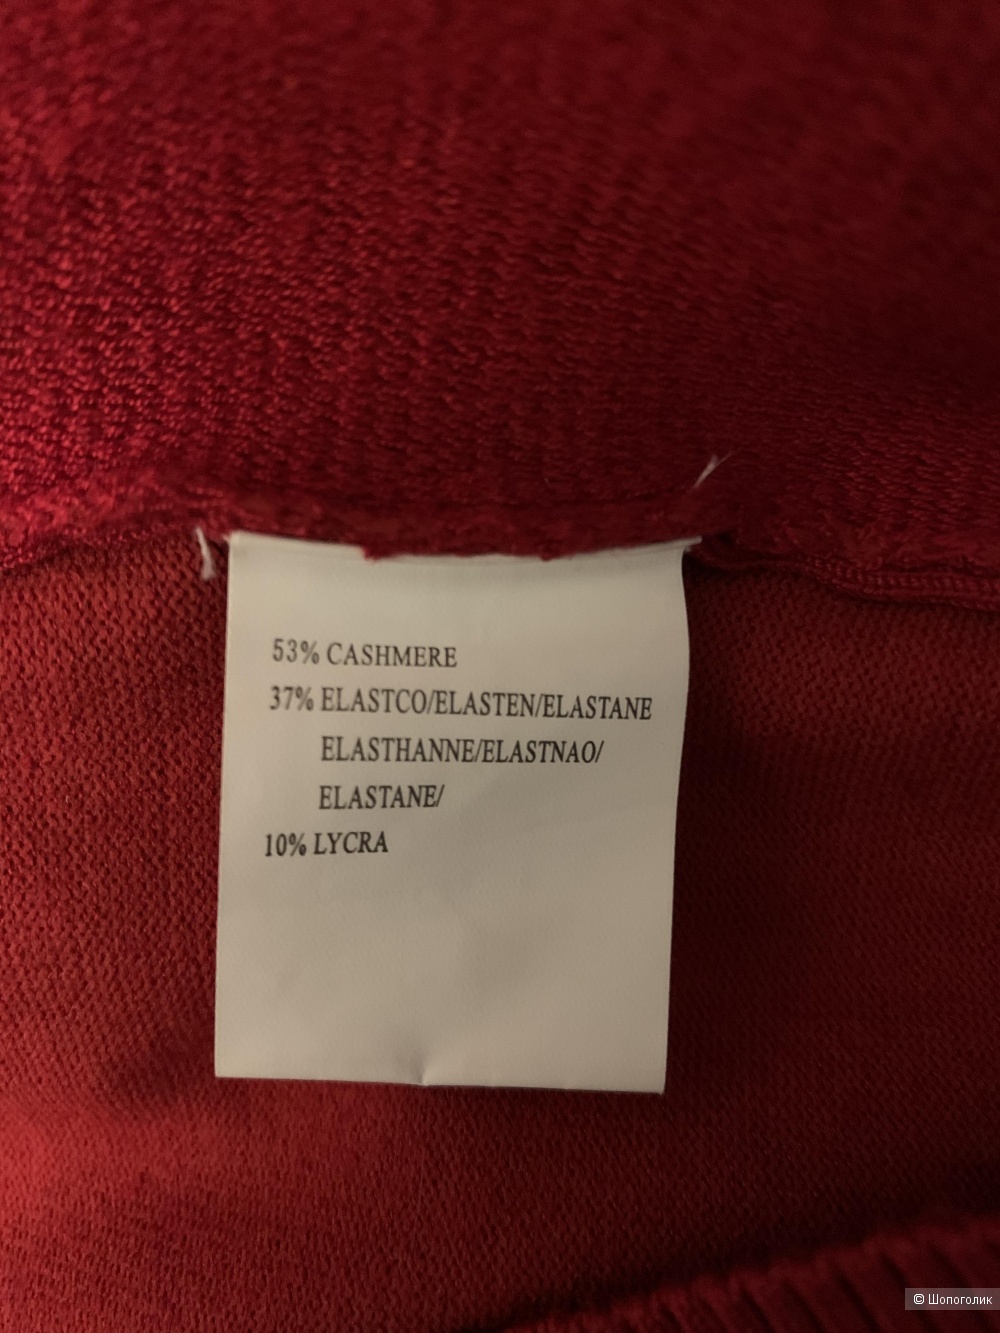 53% CASHMERE
37% ELASTCO/ELASTEN/ELASTANE
ELASTHANNE/ELASTNAO/
ELASTANE/
10% LYCRA
© Шопоголик